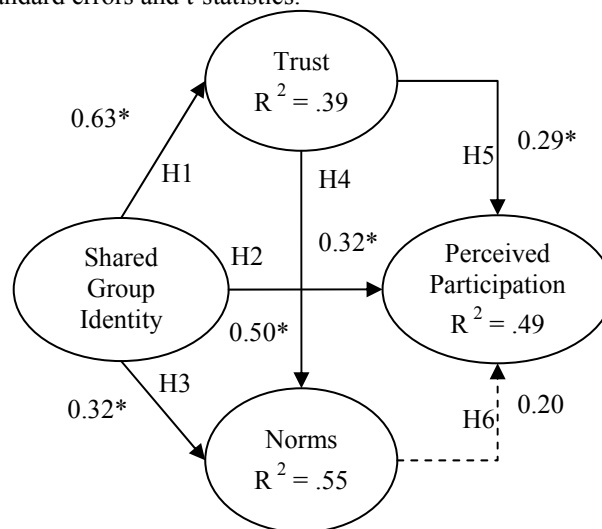 standard errors and t-statistics.
Trust
R² = .39
0.63*
H1
H4
H5
0.29*
Shared
Group
Identity
H2
0.32*
Perceived
Participation
R² = .49
0.50*
H3
0.32*
H6
0.20
Norms
R² = .55